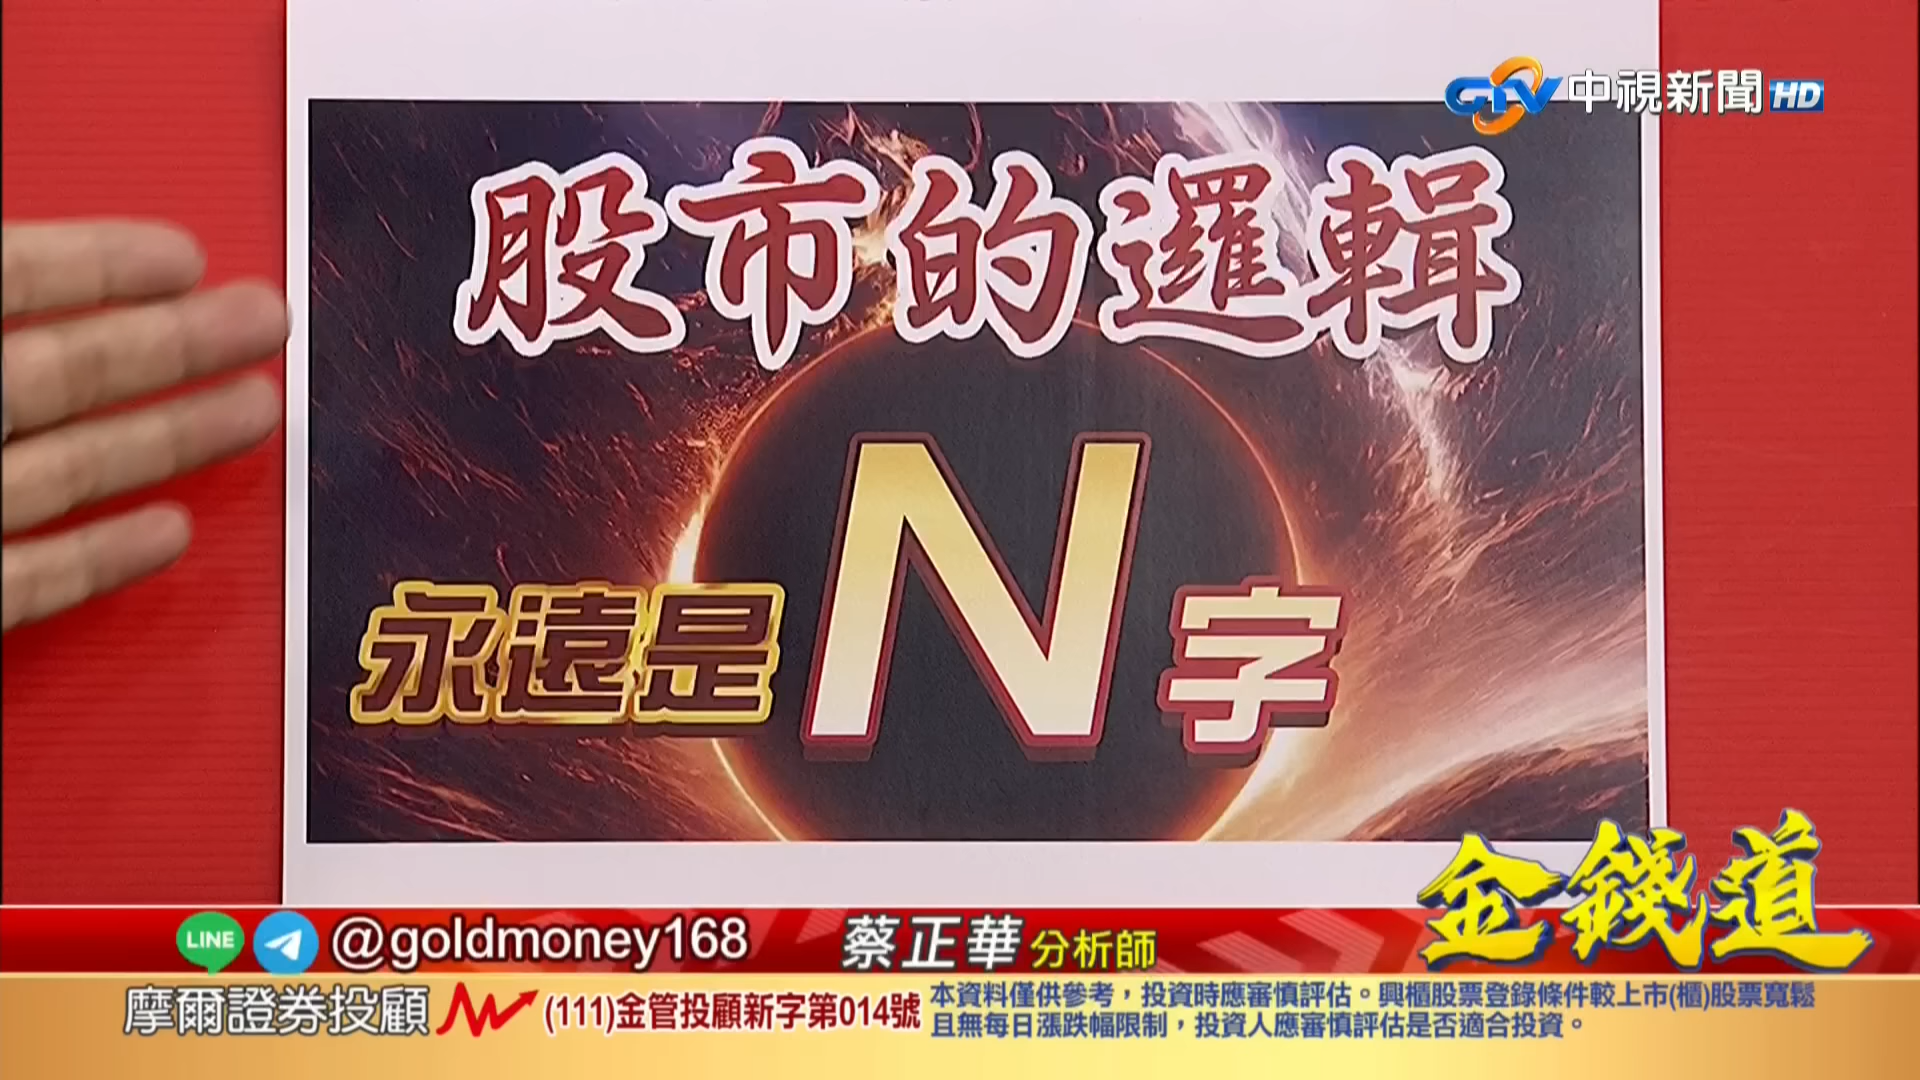 CTV 中視新聞 HD
股市的邏輯
永遠是N字
金錢道
LINE @goldmoney168 蔡正華 分析師
摩爾證券投顧 (111)金管投顧新字第014號
本資料僅供參考，投資時應審慎評估。興櫃股票登錄條件較上市(櫃)股票寬鬆
且無每日漲跌幅限制，投資人應審慎評估是否適合投資。